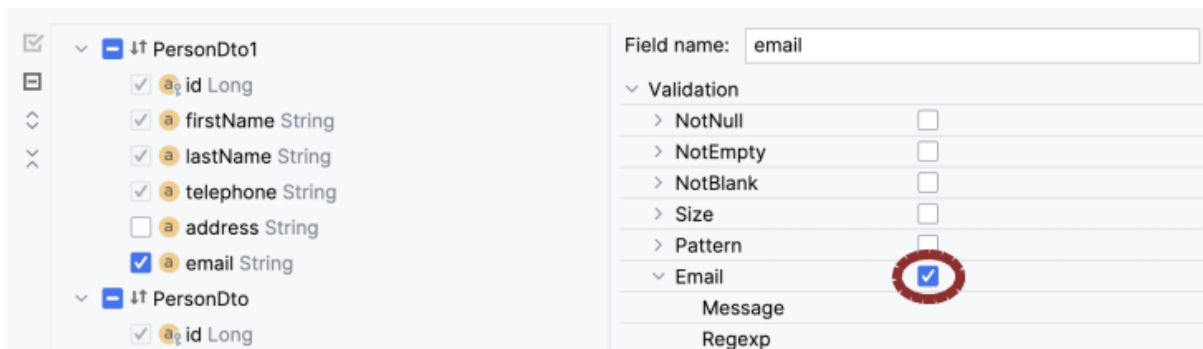 PersonDto1
id Long
firstName String
lastName String
telephone String
address String
email String
PersonDto
id Long
Field name: email
Validation
NotNull
NotEmpty
NotBlank
Size
Pattern
Email
Message
Regexp